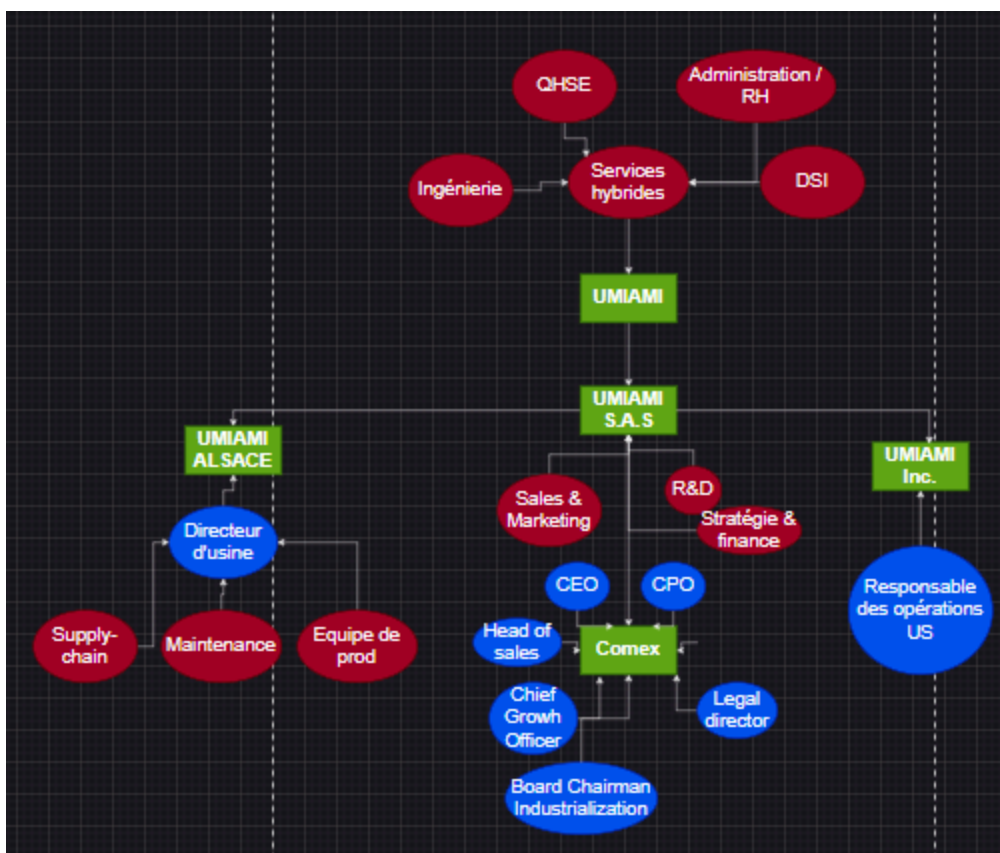 QHSE
Administration /
RH
Ingénierie
Services
hybrides
DSI
UMIAMI
UMIAMI
S.A.S
UMIAMI
ALSACE
UMIAMI
Inc.
Sales &
Marketing
R&D
Stratégie &
finance
Directeur
d'usine
CEO
CPO
Responsable
des opérations
US
Supply-
chain
Maintenance
Equipe de
prod
Head of
sales
Comex
Chief
Growh
Officer
Legal
director
Board Chairman
Industrialization